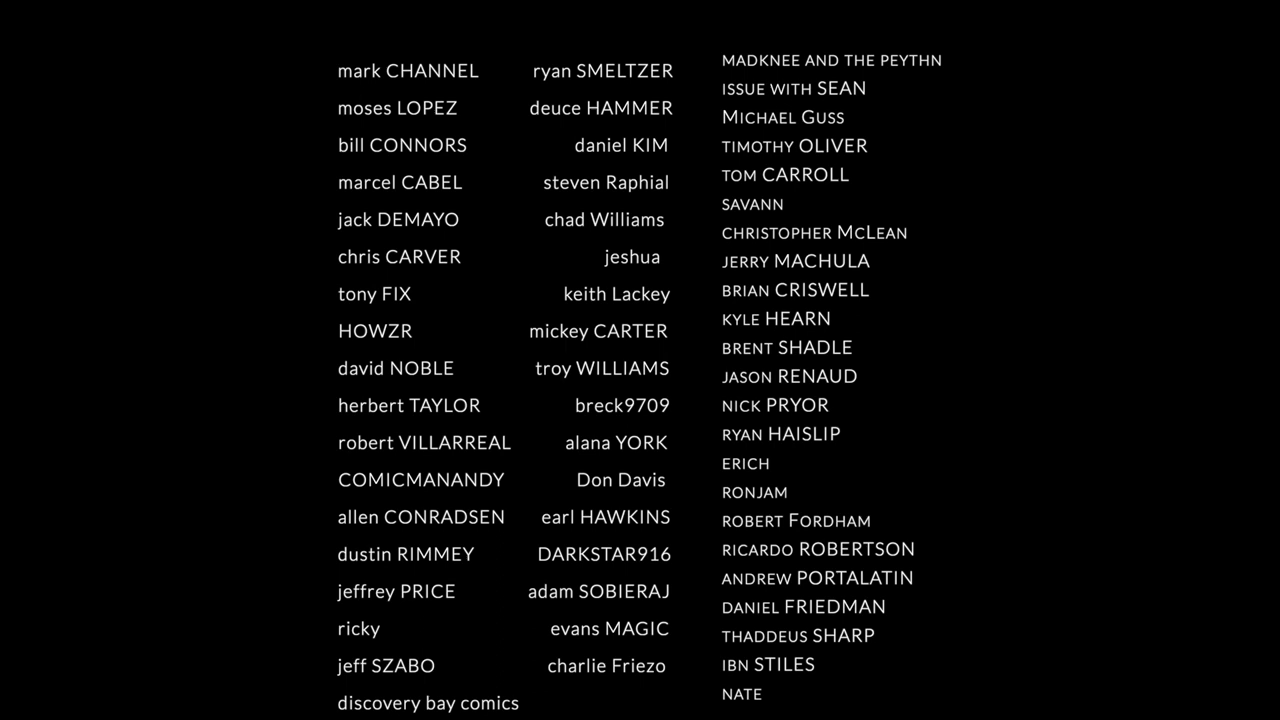 mark CHANNEL
moses LOPEZ
bill CONNORS
marcel CABEL
jack DEMAYO
chris CARVER
tony FIX
HOWZR
david NOBLE
herbert TAYLOR
robert VILLARREAL
COMICMANANDY
allen CONRADSEN
dustin RIMMEY
jeffrey PRICE
ricky
jeff SZABO
discovery bay comics
ryan SMELTZER
deuce HAMMER
daniel KIM
steven Raphial
chad Williams
jeshua
keith Lackey
mickey CARTER
troy WILLIAMS
breck9709
alana YORK
Don Davis
earl HAWKINS
DARKSTAR916
adam SOBIERAJ
evans MAGIC
charlie Friezo
MADKNEE AND THE PEYTHN
ISSUE WITH SEAN
MICHAEL GUSS
TIMOTHY OLIVER
TOM CARROLL
SAVANN
CHRISTOPHER MCLEAN
JERRY MACHULA
BRIAN CRISWELL
KYLE HEARN
BRENT SHADLE
JASON RENAUD
NICK PRYOR
RYAN HAISLIP
ERICH
RONJAM
ROBERT FORDHAM
RICARDO ROBERTSON
ANDREW PORTALATIN
DANIEL FRIEDMAN
THADDEUS SHARP
IBN STILES
NATE